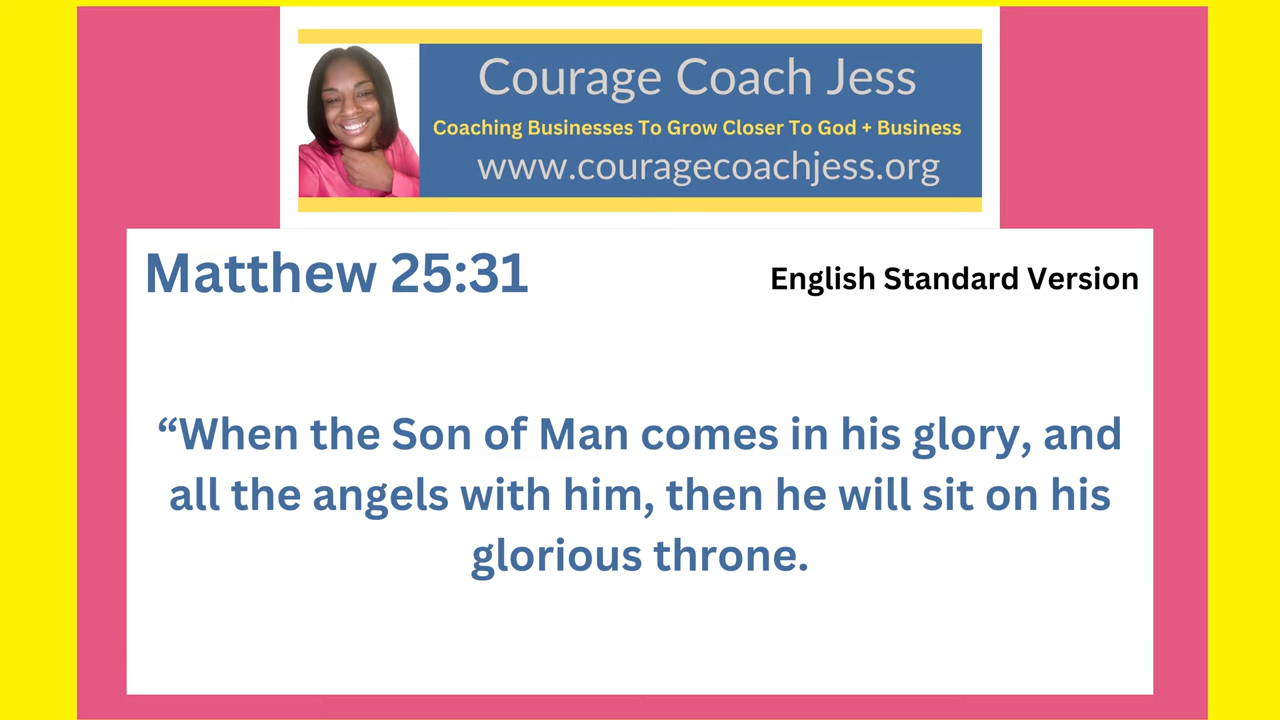 Courage Coach Jess
Coaching Businesses To Grow Closer To God + Business
www.couragecoachjess.org
Matthew 25:31
English Standard Version
“When the Son of Man comes in his glory, and
all the angels with him, then he will sit on his
glorious throne.